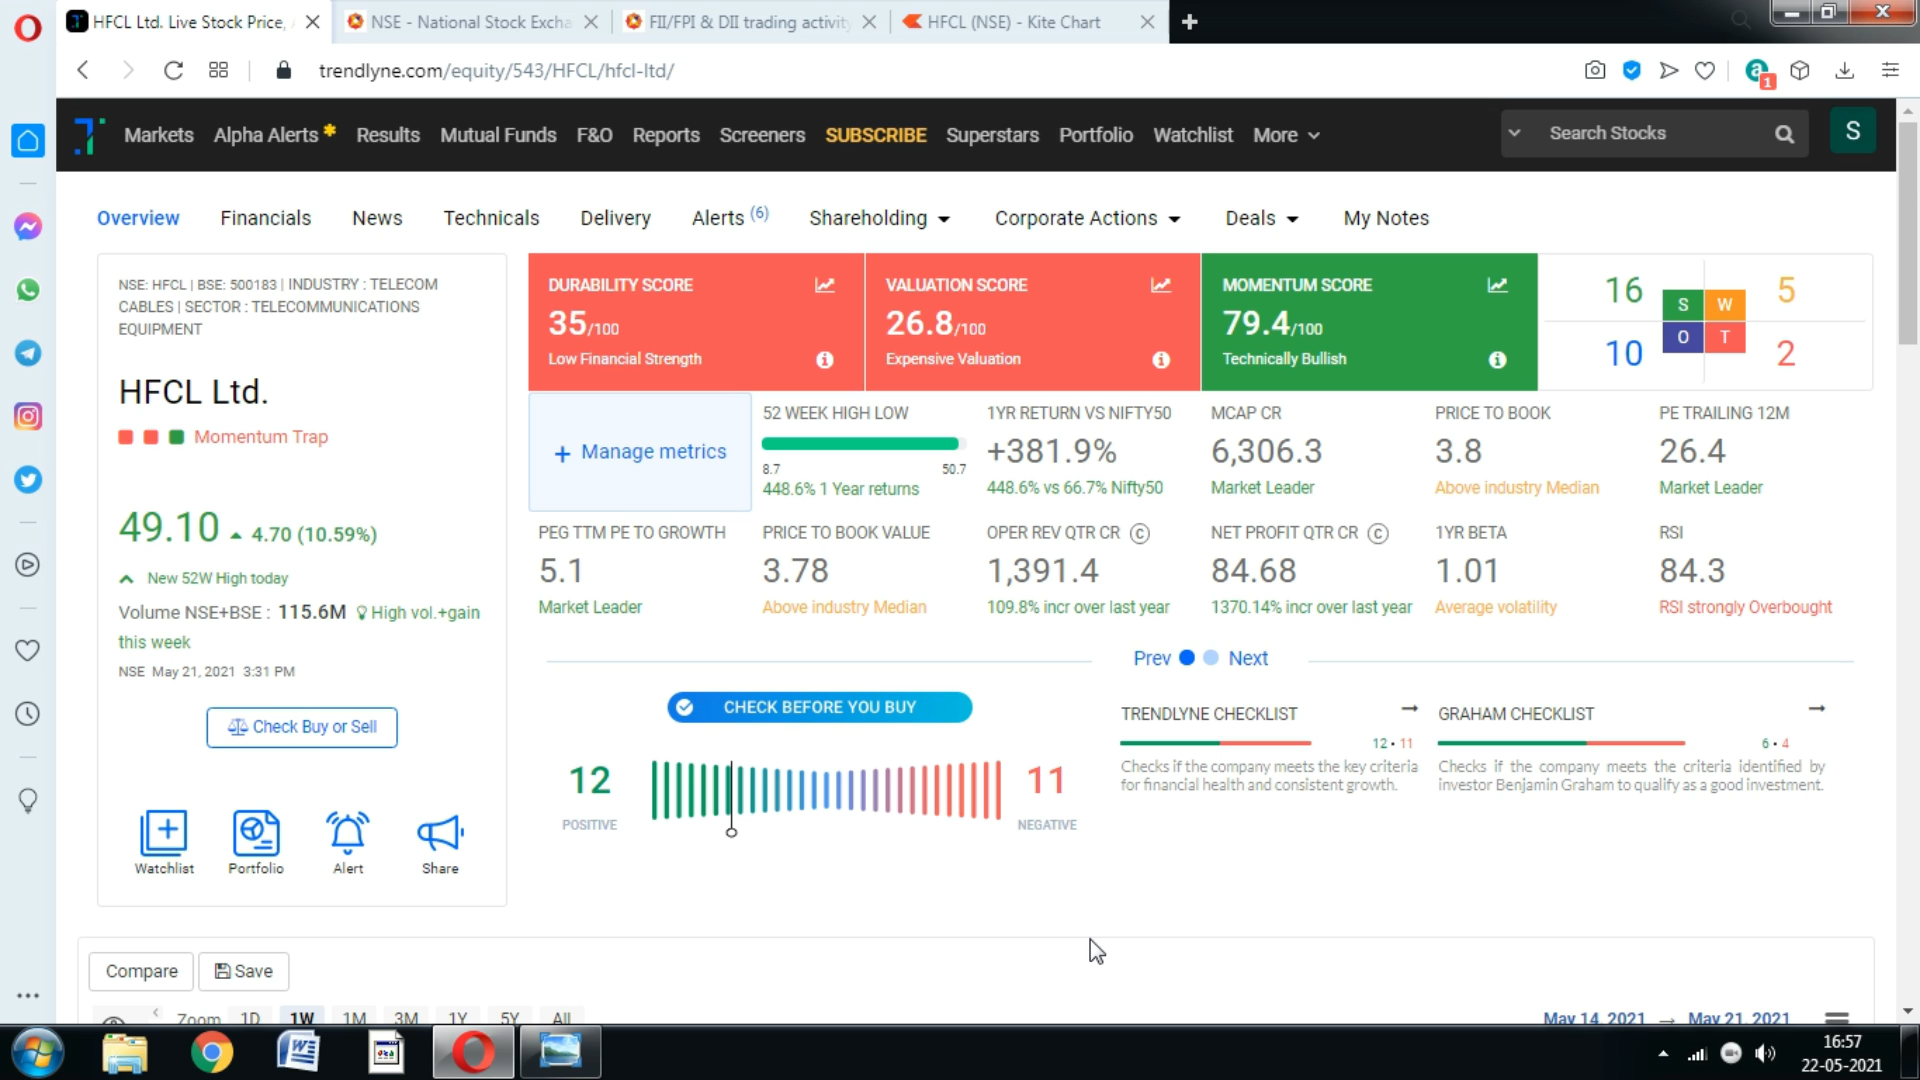 HFCL Ltd. Live Stock Price,
NSE - National Stock Excha
FII/FPI & DII trading activity
HFCL (NSE) - Kite Chart
trendlyne.com/equity/543/HFCL/hfcl-ltd/
1
Markets Alpha Alerts Results Mutual Funds F&O Reports Screeners SUBSCRIBE Superstars Portfolio Watchlist More
Search Stocks
S
Overview Financials News Technicals Delivery Alerts (6) Shareholding Corporate Actions Deals My Notes
NSE: HFCL | BSE: 500183 | INDUSTRY : TELECOM
CABLES | SECTOR : TELECOMMUNICATIONS
EQUIPMENT
HFCL Ltd.
Momentum Trap
49.10 4.70 (10.59%)
New 52W High today
Volume NSE+BSE : 115.6M High vol.+gain
this week
NSE May 21, 2021 3:31 PM
Check Buy or Sell
Watchlist Portfolio Alert Share
DURABILITY SCORE
35/100
Low Financial Strength
VALUATION SCORE
26.8/100
Expensive Valuation
MOMENTUM SCORE
79.4/100
Technically Bullish
16 S W 5
10 O T 2
+ Manage metrics
52 WEEK HIGH LOW
8.7 50.7
448.6% 1 Year returns
1YR RETURN VS NIFTY50
+381.9%
448.6% vs 66.7% Nifty50
MCAP CR
6,306.3
Market Leader
PRICE TO BOOK
3.8
Above industry Median
PE TRAILING 12M
26.4
Market Leader
PEG TTM PE TO GROWTH
5.1
Market Leader
PRICE TO BOOK VALUE
3.78
Above industry Median
OPER REV QTR CR C
1,391.4
109.8% incr over last year
NET PROFIT QTR CR C
84.68
1370.14% incr over last year
1YR BETA
1.01
Average volatility
RSI
84.3
RSI strongly Overbought
Prev Next
CHECK BEFORE YOU BUY
12
POSITIVE
11
NEGATIVE
TRENDLYNE CHECKLIST
12 • 11
Checks if the company meets the key criteria
for financial health and consistent growth.
GRAHAM CHECKLIST
6 • 4
Checks if the company meets the criteria identified by
investor Benjamin Graham to qualify as a good investment.
Compare Save
Zoom 1D 1W 1M 3M 1Y 5Y All
May 14, 2021 → May 21, 2021
16:57
22-05-2021